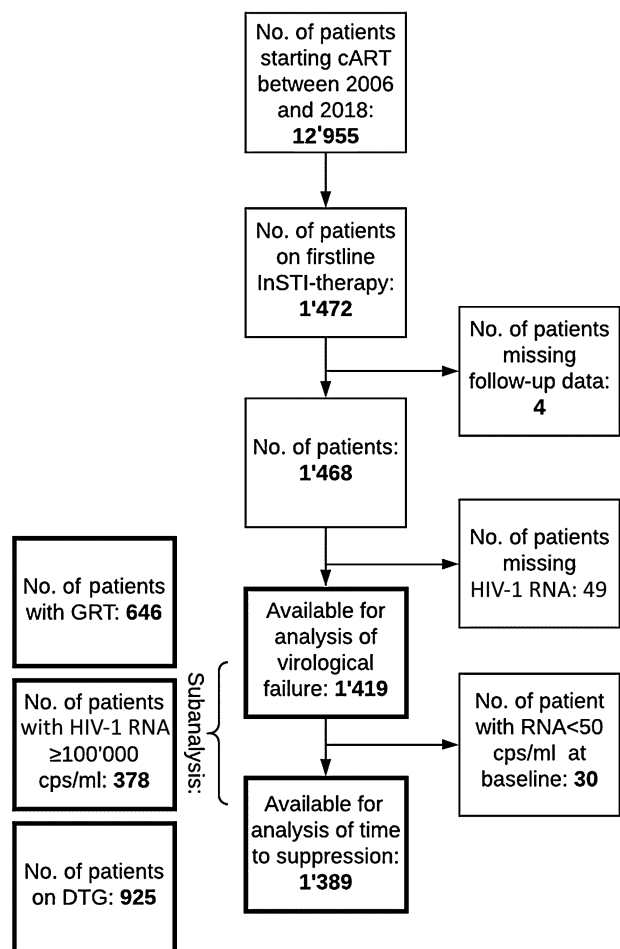 No. of patients
starting cART
between 2006
and 2018:
12'955
No. of patients
on firstline
InSTI-therapy:
1'472
No. of patients
missing
follow-up data:
4
No. of patients:
1'468
No. of patients
missing
HIV-1 RNA: 49
No. of patients
with GRT: 646
Available for
analysis of
virological
failure: 1'419
Subanalysis:
No. of patients
with HIV-1 RNA
≥100'000
cps/ml: 378
No. of patient
with RNA<50
cps/ml at
baseline: 30
Available for
analysis of time
to suppression:
1'389
No. of patients
on DTG: 925